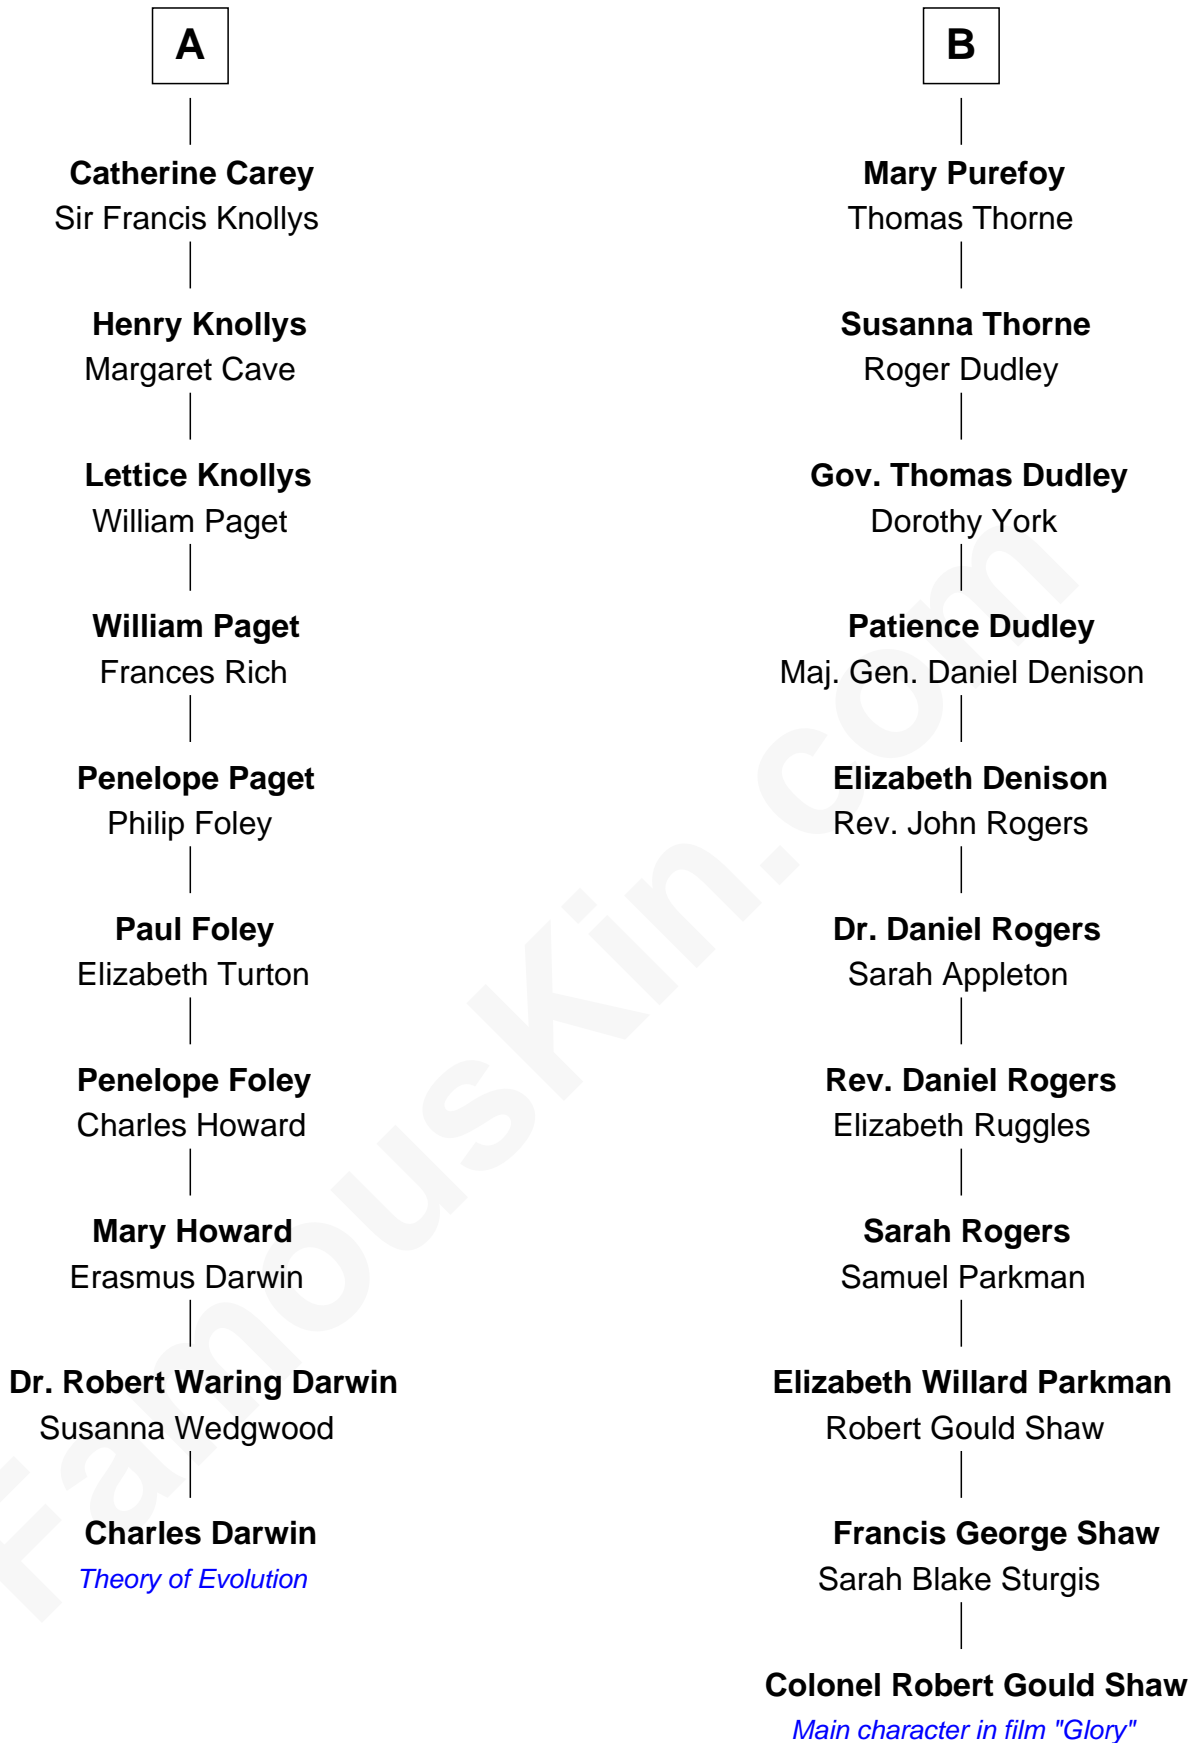 A
Catherine Carey
Sir Francis Knollys
Henry Knollys
Margaret Cave
Lettice Knollys
William Paget
William Paget
Frances Rich
Penelope Paget
Philip Foley
Paul Foley
Elizabeth Turton
Penelope Foley
Charles Howard
Mary Howard
Erasmus Darwin
Dr. Robert Waring Darwin
Susanna Wedgwood
Charles Darwin
Theory of Evolution
B
Mary Purefoy
Thomas Thorne
Susanna Thorne
Roger Dudley
Gov. Thomas Dudley
Dorothy York
Patience Dudley
Maj. Gen. Daniel Denison
Elizabeth Denison
Rev. John Rogers
Dr. Daniel Rogers
Sarah Appleton
Rev. Daniel Rogers
Elizabeth Ruggles
Sarah Rogers
Samuel Parkman
Elizabeth Willard Parkman
Robert Gould Shaw
Francis George Shaw
Sarah Blake Sturgis
Colonel Robert Gould Shaw
Main character in film "Glory"
FamousKin.com